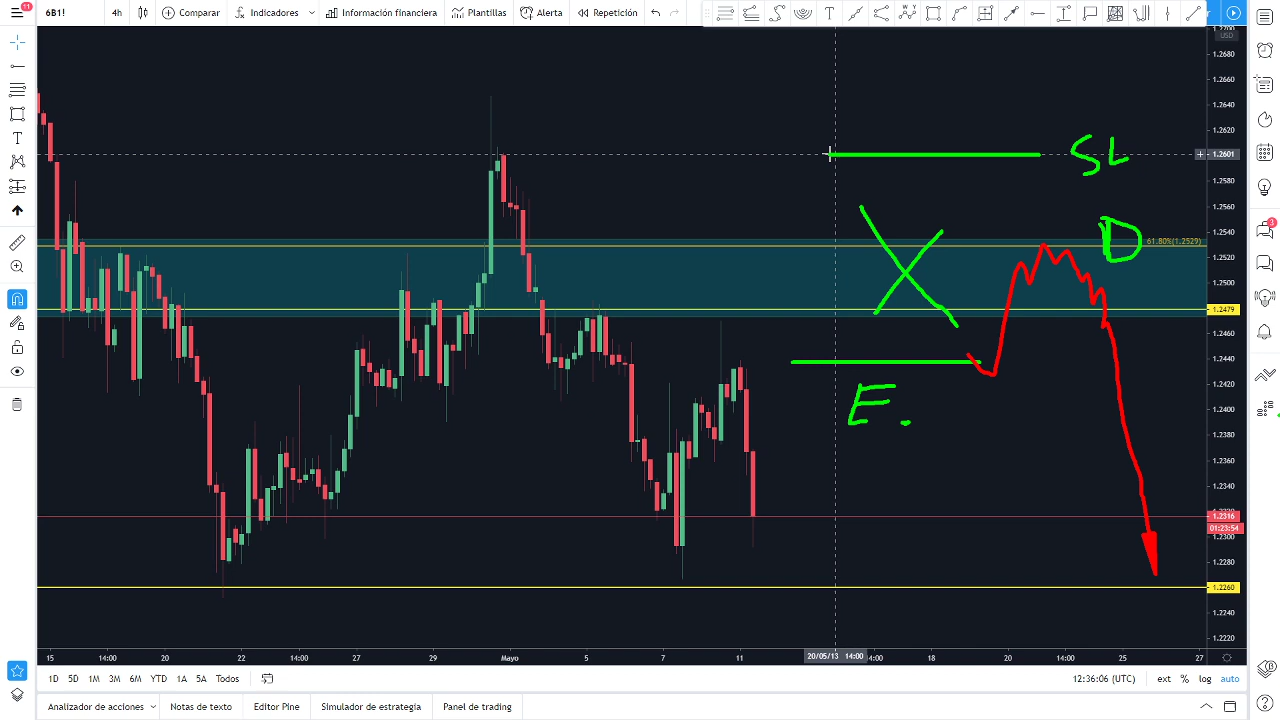 11
6B1!
4h
Comparar
Indicadores
Información financiera
Plantillas
Alerta
Repetición
USD
1.2680
1.2660
1.2640
1.2620
1.2601
1.2580
1.2560
1.2540
1.2520
1.2500
1.2479
1.2460
1.2440
1.2420
1.2400
1.2380
1.2360
1.2340
1.2316
01:23:54
1.2300
1.2280
1.2260
1.2240
1.2220
SL
D
61.80%(1.2529)
E.
3
15
14:00
20
22
14:00
27
29
Mayo
5
7
11
20/05/13 14:00
14:00
18
20
14:00
25
27
1D
5D
1M
3M
6M
YTD
1A
5A
Todos
12:36:06 (UTC)
ext
%
log
auto
Analizador de acciones
Notas de texto
Editor Pine
Simulador de estrategia
Panel de trading